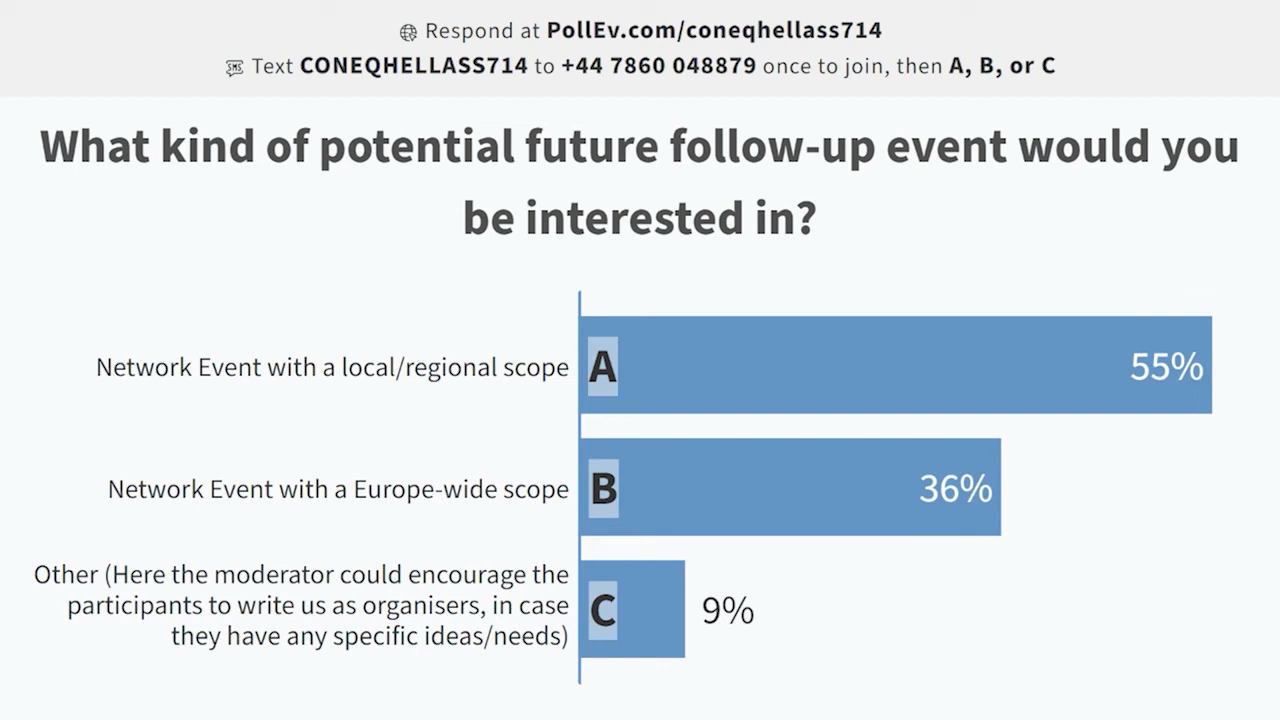 Respond at PollEv.com/coneqhellass714
Text CONEQHELLASS714 to +44 7860 048879 once to join, then A, B, or C
What kind of potential future follow-up event would you
be interested in?
Network Event with a local/regional scope A 55%
Network Event with a Europe-wide scope B 36%
Other (Here the moderator could encourage the
participants to write us as organisers, in case C 9%
they have any specific ideas/needs)